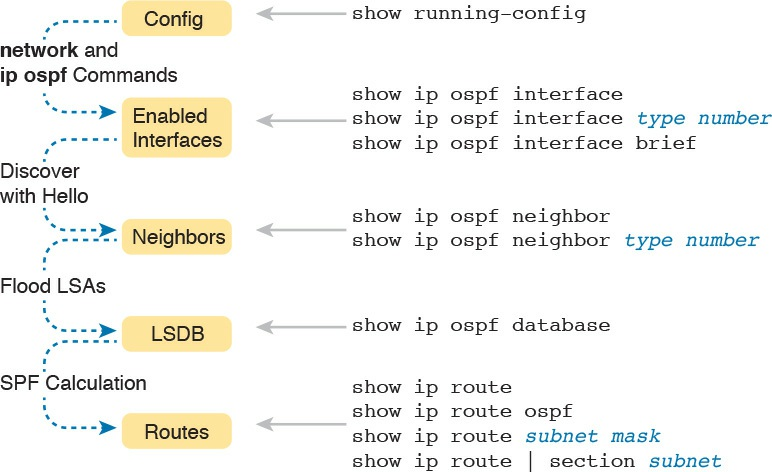 Config
show running-config
network and
ip ospf Commands
Enabled
Interfaces
show ip ospf interface
show ip ospf interface type number
show ip ospf interface brief
Discover
with Hello
Neighbors
show ip ospf neighbor
show ip ospf neighbor type number
Flood LSAs
LSDB
show ip ospf database
SPF Calculation
Routes
show ip route
show ip route ospf
show ip route subnet mask
show ip route | section subnet